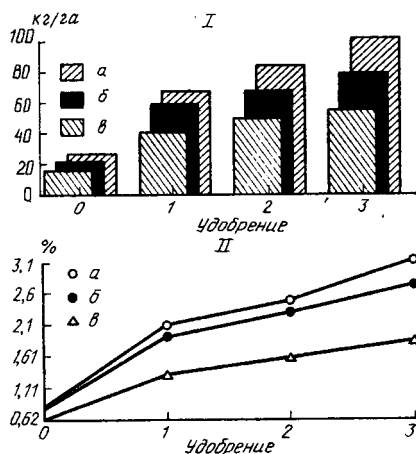 кг/га
I
100
80
60
40
20
0
а
б
в
0 1 2 3
Удобрение
II
%
3,1
2,6
2,1
1,61
1,11
0,62
а
б
в
0 1 2 3
Удобрение